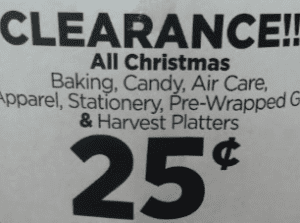 CLEARANCE!!
All Christmas
Baking, Candy, Air Care,
Apparel, Stationery, Pre-Wrapped
& Harvest Platters
25¢